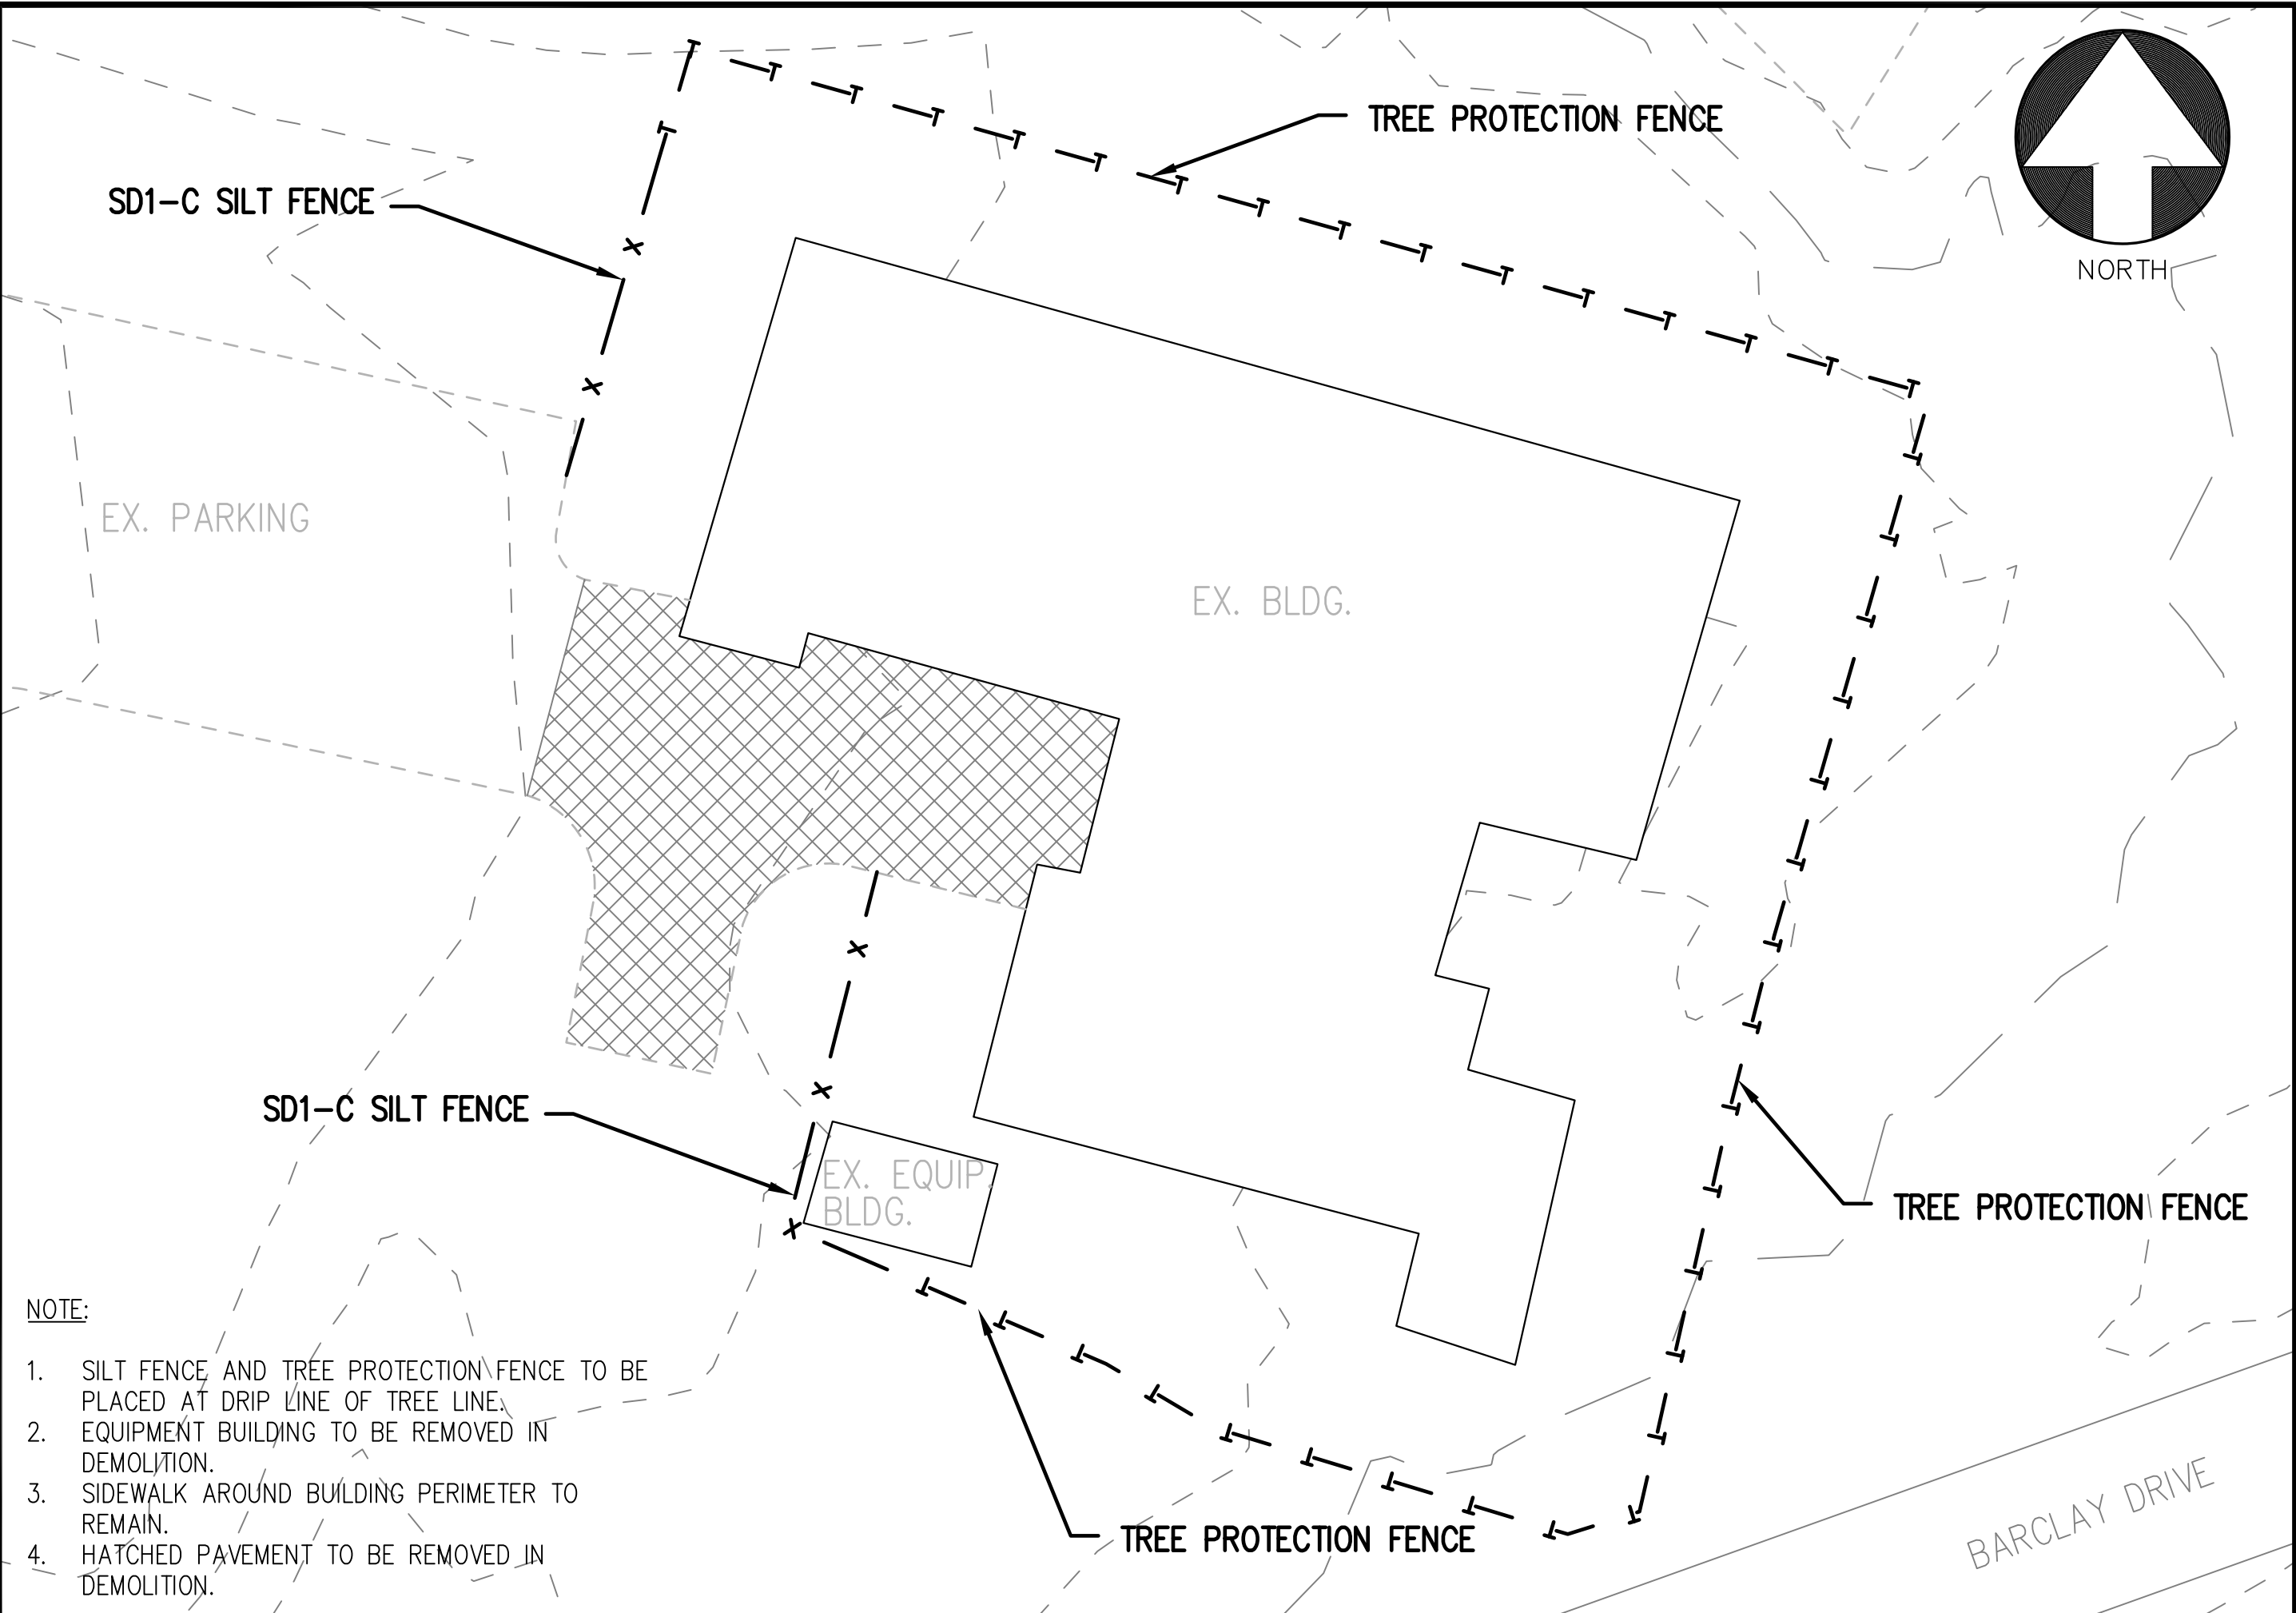 TREE PROTECTION FENCE
SD1-C SILT FENCE
NORTH
EX. PARKING
EX. BLDG.
SD1-C SILT FENCE
EX. EQUIP.
BLDG.
TREE PROTECTION FENCE
NOTE:
1. SILT FENCE AND TREE PROTECTION FENCE TO BE
PLACED AT DRIP LINE OF TREE LINE.
2. EQUIPMENT BUILDING TO BE REMOVED IN
DEMOLITION.
3. SIDEWALK AROUND BUILDING PERIMETER TO
REMAIN.
4. HATCHED PAVEMENT TO BE REMOVED IN
DEMOLITION.
TREE PROTECTION FENCE
BARCLAY DRIVE